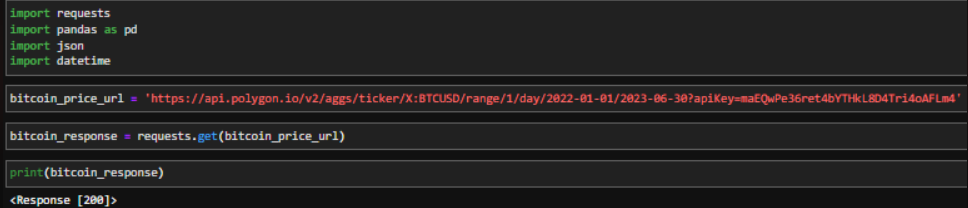 import requests
import pandas as pd
import json
import datetime
bitcoin_price_url = 'https://api.polygon.io/v2/aggs/ticker/X:BTCUSD/range/1/day/2022-01-01/2023-06-30?apiKey=maEQwPe36ret4bYTHkL8D4Tri4oAFLm4'
bitcoin_response = requests.get(bitcoin_price_url)
print(bitcoin_response)
<Response [200]>